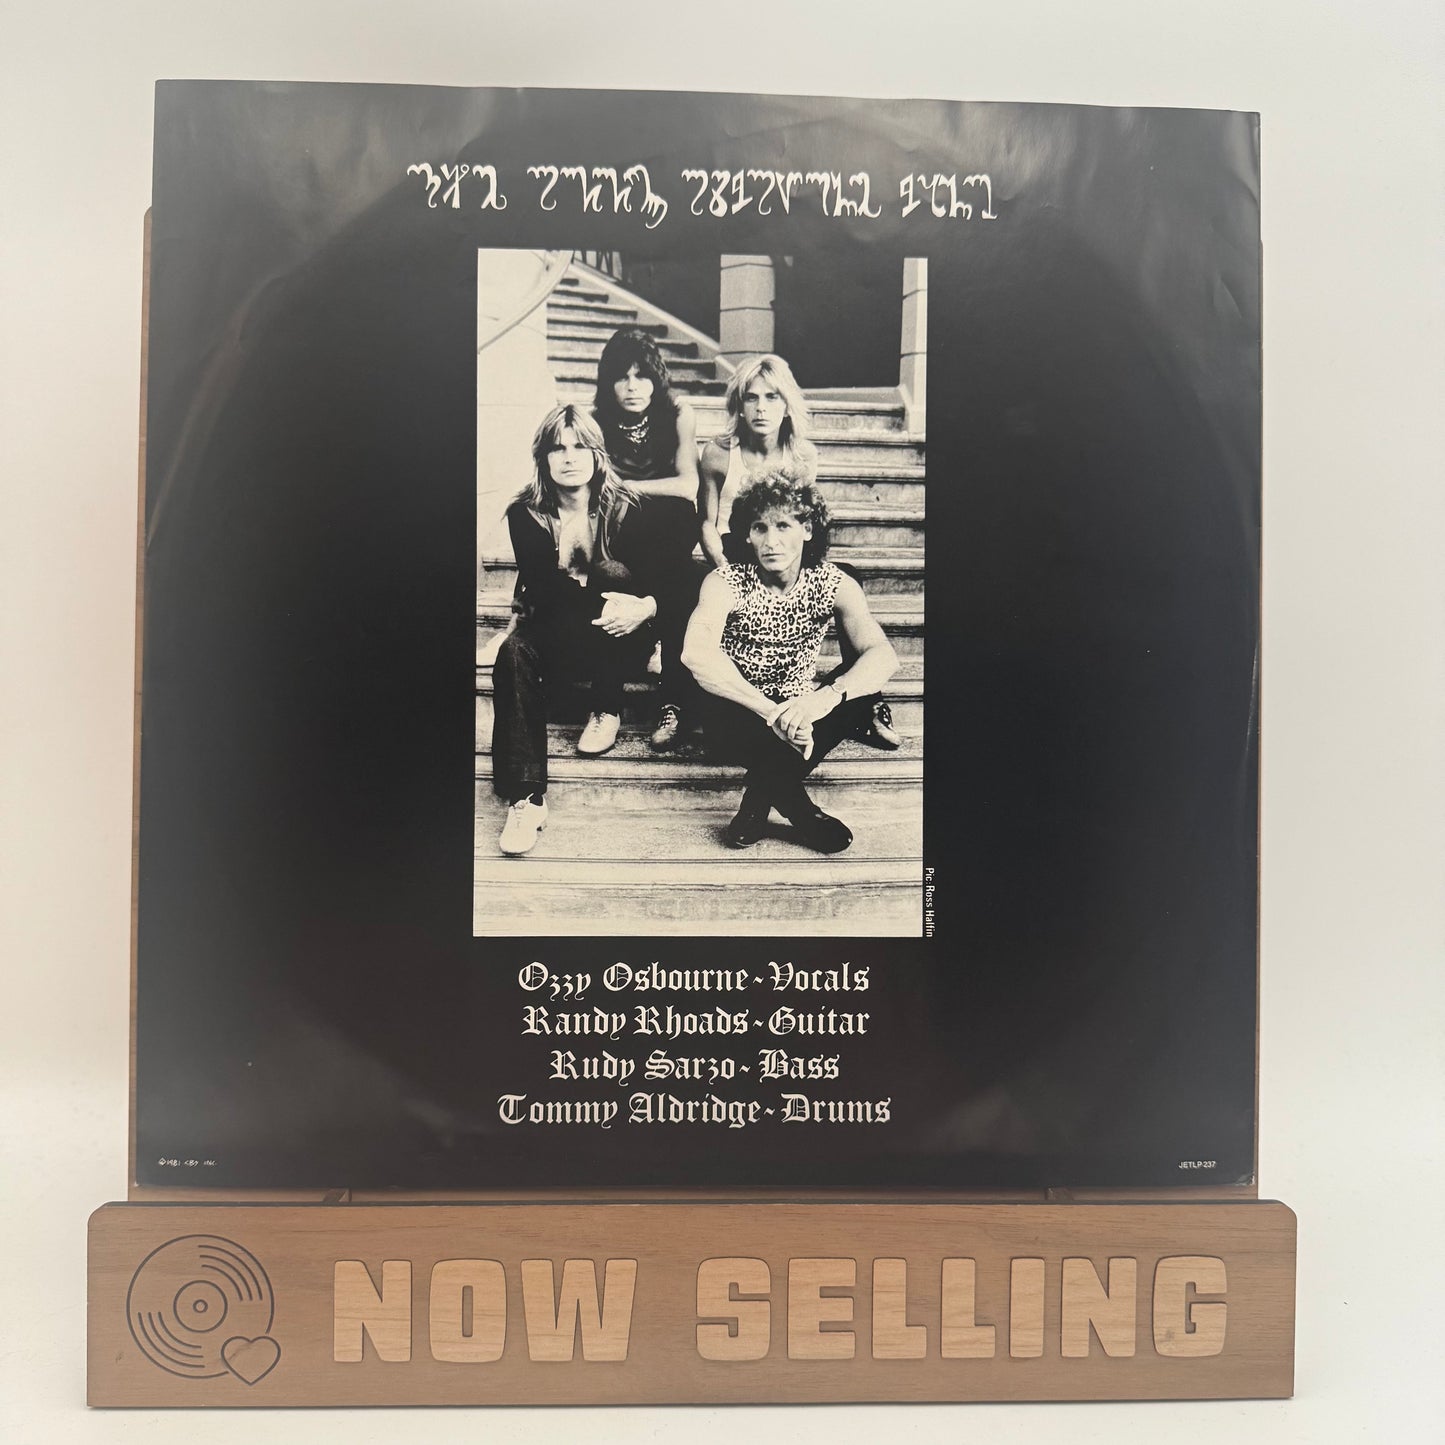 Pic: Ross Halfin
Ozzy Osbourne~Vocals
Randy Rhoads~Guitar
Rudy Sarzo~Bass
Tommy Aldridge~Drums
JETLP 237
NOW SELLING